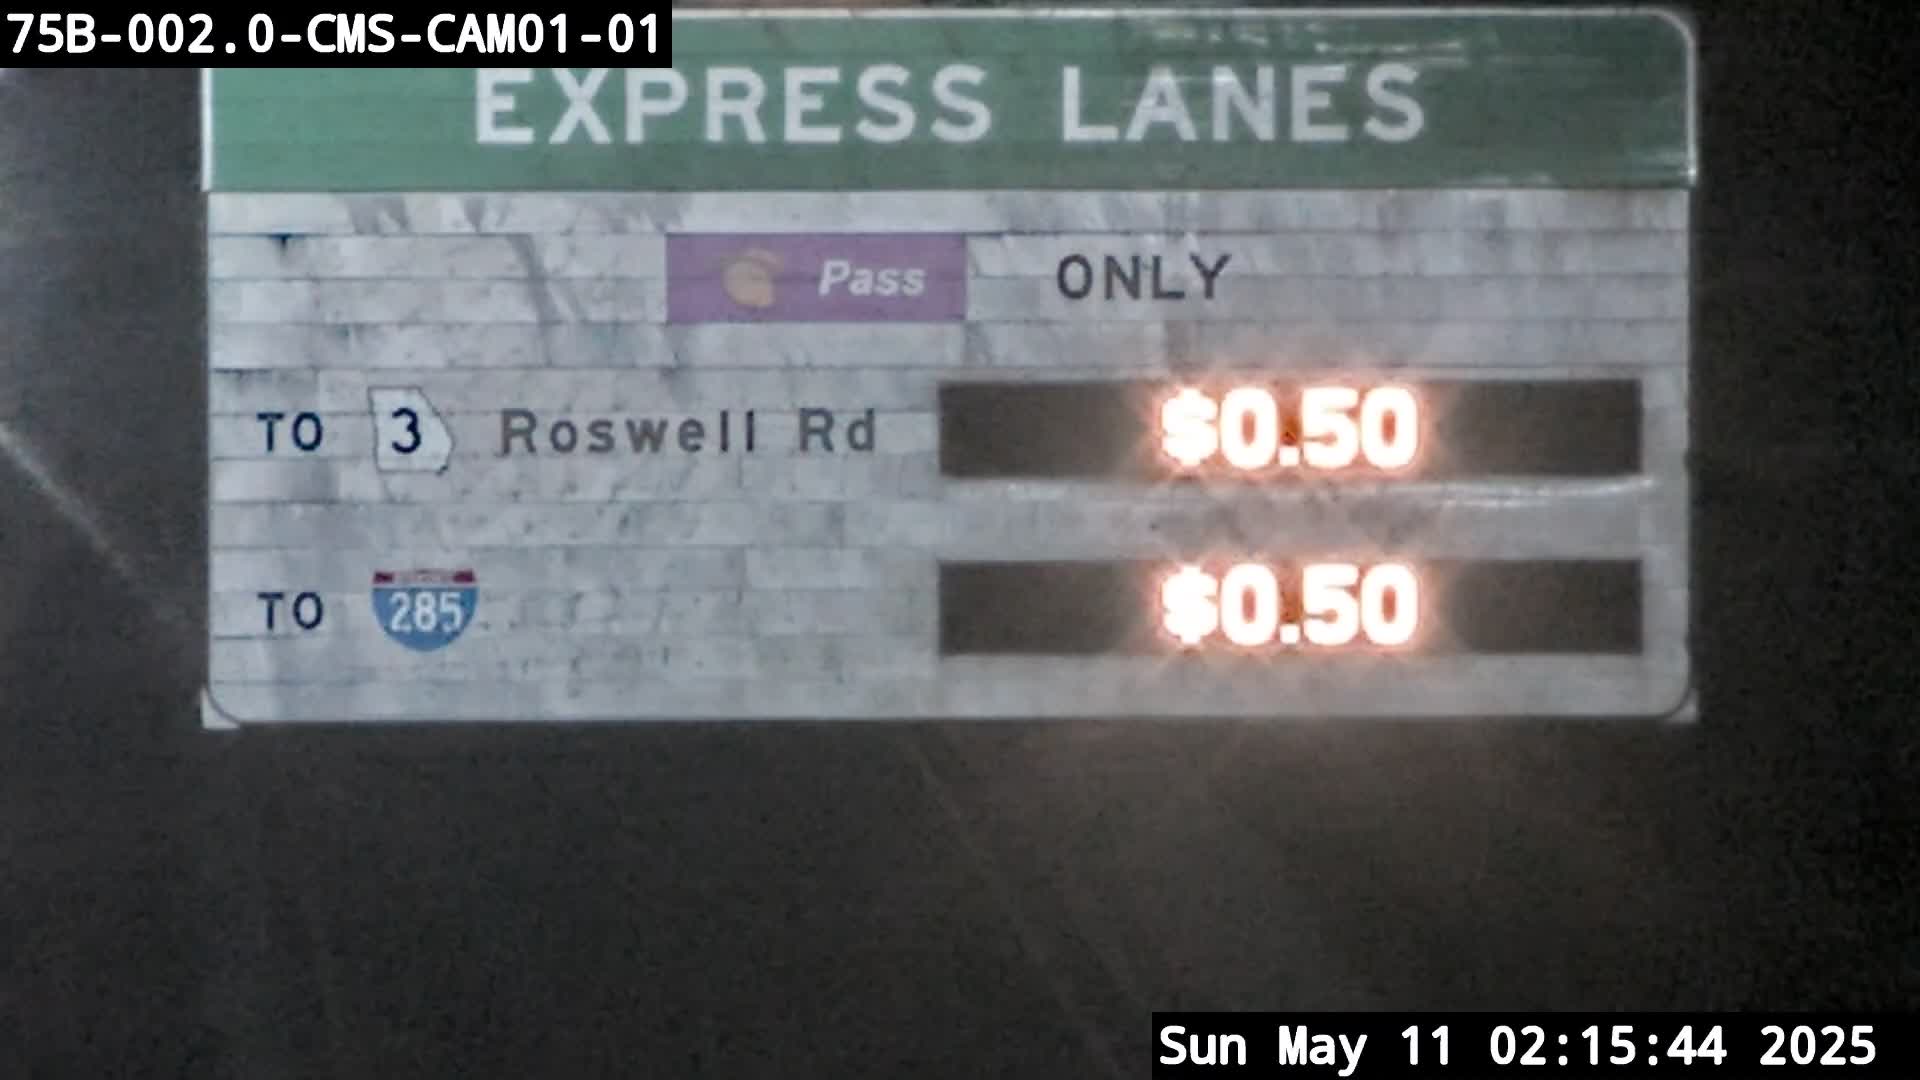 75B-002.0-CMS-CAM01-01
EXPRESS LANES
Pass ONLY
TO 3 Roswell Rd $0.50
TO 285 $0.50
Sun May 11 02:15:44 2025